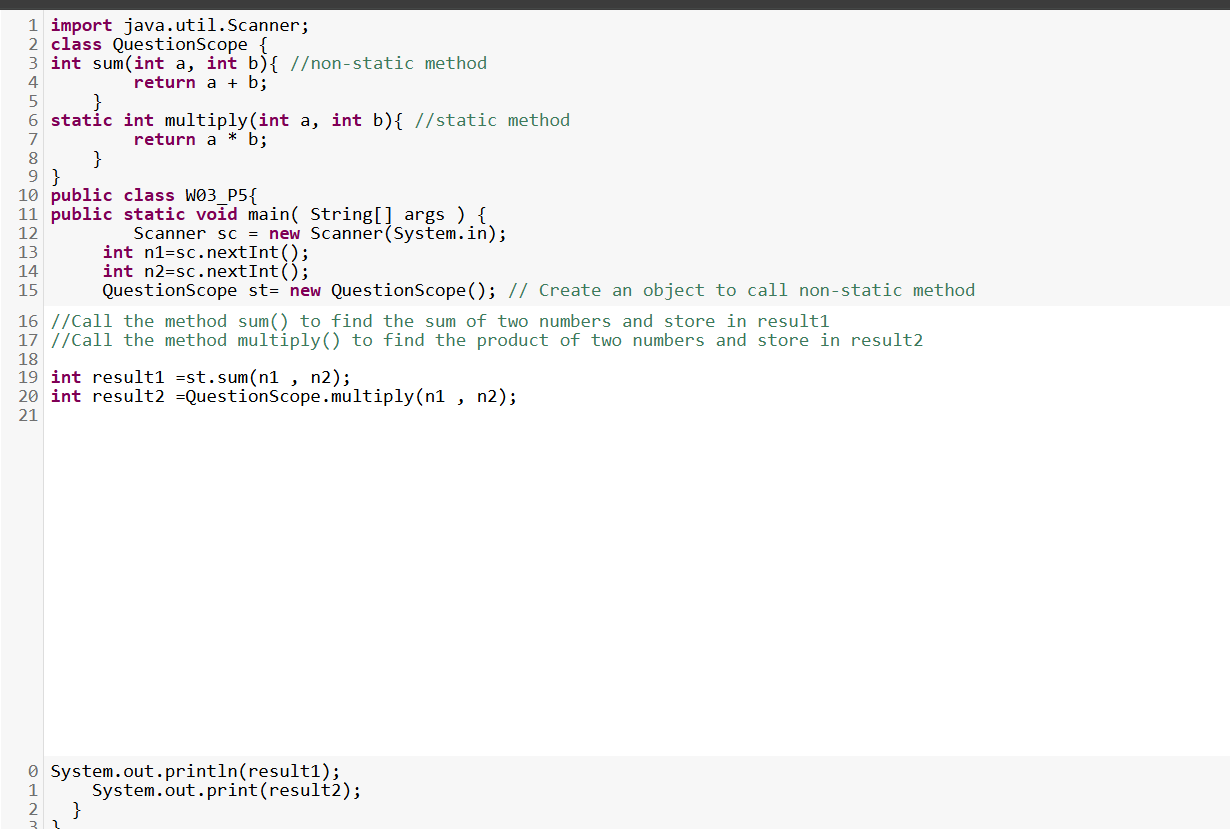 1 import java.util.Scanner;
2 class QuestionScope {
3 int sum(int a, int b){ //non-static method
4 return a + b;
5 }
6 static int multiply(int a, int b){ //static method
7 return a * b;
8 }
9 }
10 public class W03_P5{
11 public static void main( String[] args ) {
12 Scanner sc = new Scanner(System.in);
13 int n1=sc.nextInt();
14 int n2=sc.nextInt();
15 QuestionScope st= new QuestionScope(); // Create an object to call non-static method
16 //Call the method sum() to find the sum of two numbers and store in result1
17 //Call the method multiply() to find the product of two numbers and store in result2
18
19 int result1 =st.sum(n1 , n2);
20 int result2 =QuestionScope.multiply(n1 , n2);
21
0 System.out.println(result1);
1 System.out.print(result2);
2 }
3 }